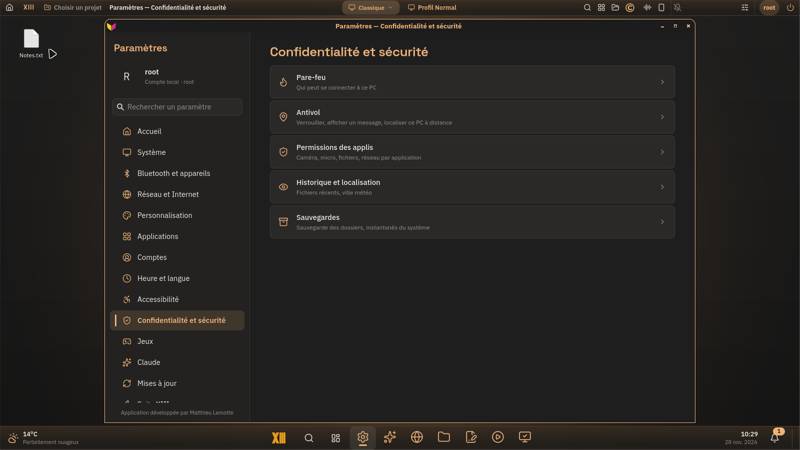 XIII
Choisir un projet
Paramètres — Confidentialité et sécurité
Classique
Profil Normal
root
Notes.txt
Paramètres — Confidentialité et sécurité
Paramètres
R
root
Compte local · root
Rechercher un paramètre
Accueil
Système
Bluetooth et appareils
Réseau et Internet
Personnalisation
Applications
Comptes
Heure et langue
Accessibilité
Confidentialité et sécurité
Jeux
Claude
Mises à jour
Application développée par Matthieu Lamotte
Confidentialité et sécurité
Pare-feu
Qui peut se connecter à ce PC
Antivol
Verrouiller, afficher un message, localiser ce PC à distance
Permissions des applis
Caméra, micro, fichiers, réseau par application
Historique et localisation
Fichiers récents, ville météo
Sauvegardes
Sauvegarde des dossiers, instantanés du système
14°C
Partiellement nuageux
XIII
10:29
28 nov. 2026
1